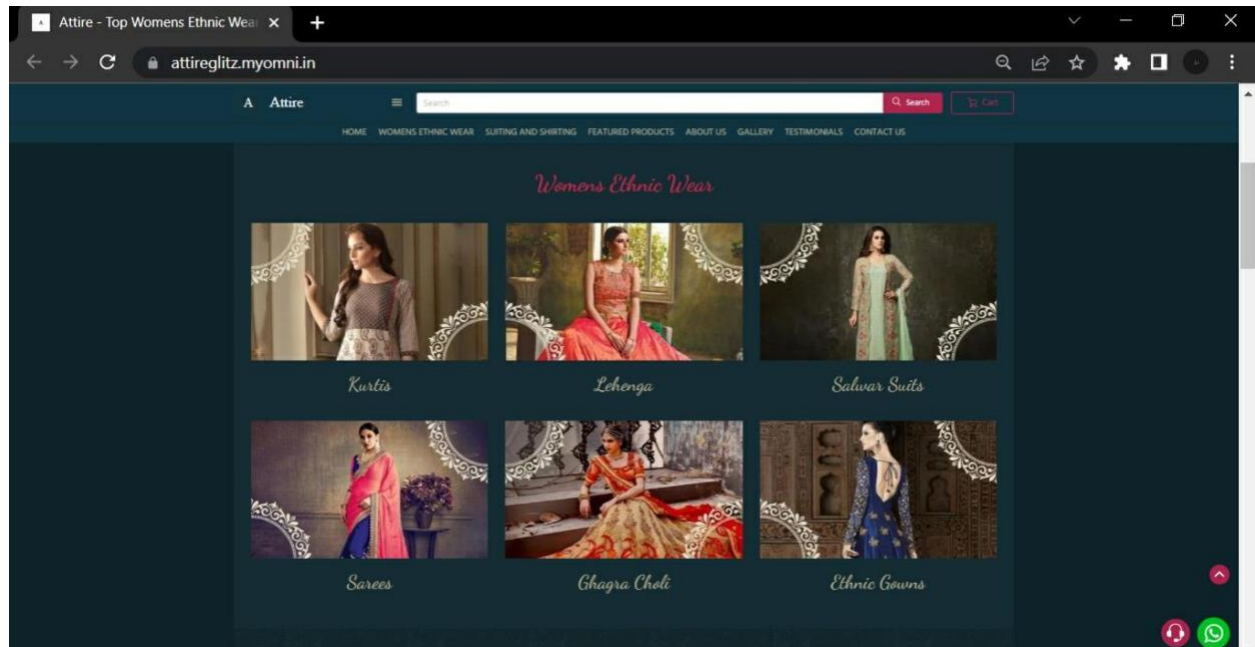 Attire - Top Womens Ethnic Wea
attireglitz.myomni.in
A Attire
Search
Search
Cart
HOME WOMENS ETHNIC WEAR SUITING AND SHIRTING FEATURED PRODUCTS ABOUT US GALLERY TESTIMONIALS CONTACT US
Womens Ethnic Wear
Kurtis Lehenga Salwar Suits
Sarees Ghagra Choli Ethnic Gowns